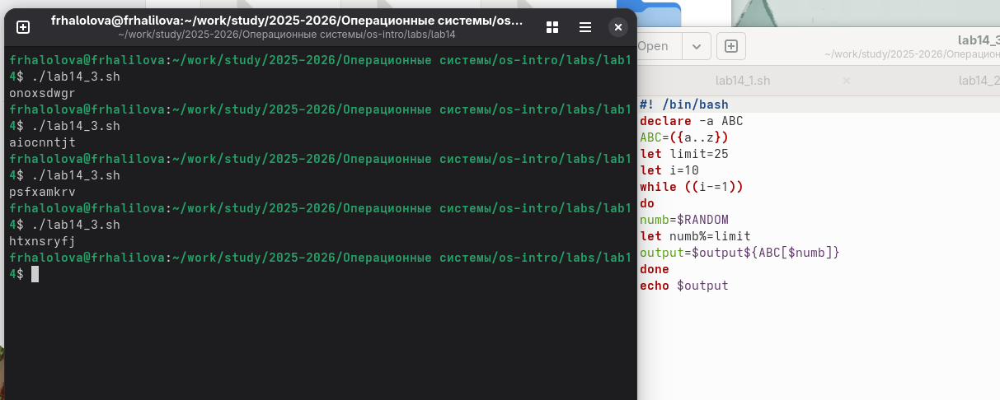 frhalolova@frhalilova:~/work/study/2025-2026/Операционные системы/os...
~/work/study/2025-2026/Операционные системы/os-intro/labs/lab14
frhalolova@frhalilova:~/work/study/2025-2026/Операционные системы/os-intro/labs/lab1
4$ ./lab14_3.sh
onoxsdwgr
frhalolova@frhalilova:~/work/study/2025-2026/Операционные системы/os-intro/labs/lab1
4$ ./lab14_3.sh
aiocnntjt
frhalolova@frhalilova:~/work/study/2025-2026/Операционные системы/os-intro/labs/lab1
4$ ./lab14_3.sh
psfxamkrv
frhalolova@frhalilova:~/work/study/2025-2026/Операционные системы/os-intro/labs/lab1
4$ ./lab14_3.sh
htxnsryfj
frhalolova@frhalilova:~/work/study/2025-2026/Операционные системы/os-intro/labs/lab1
4$
Open
lab14_3
~/work/study/2025-2026/Операцион
lab14_1.sh
lab14_2
#! /bin/bash
declare -a ABC
ABC=({a..z})
let limit=25
let i=10
while ((i-=1))
do
numb=$RANDOM
let numb%=limit
output=$output${ABC[$numb]}
done
echo $output